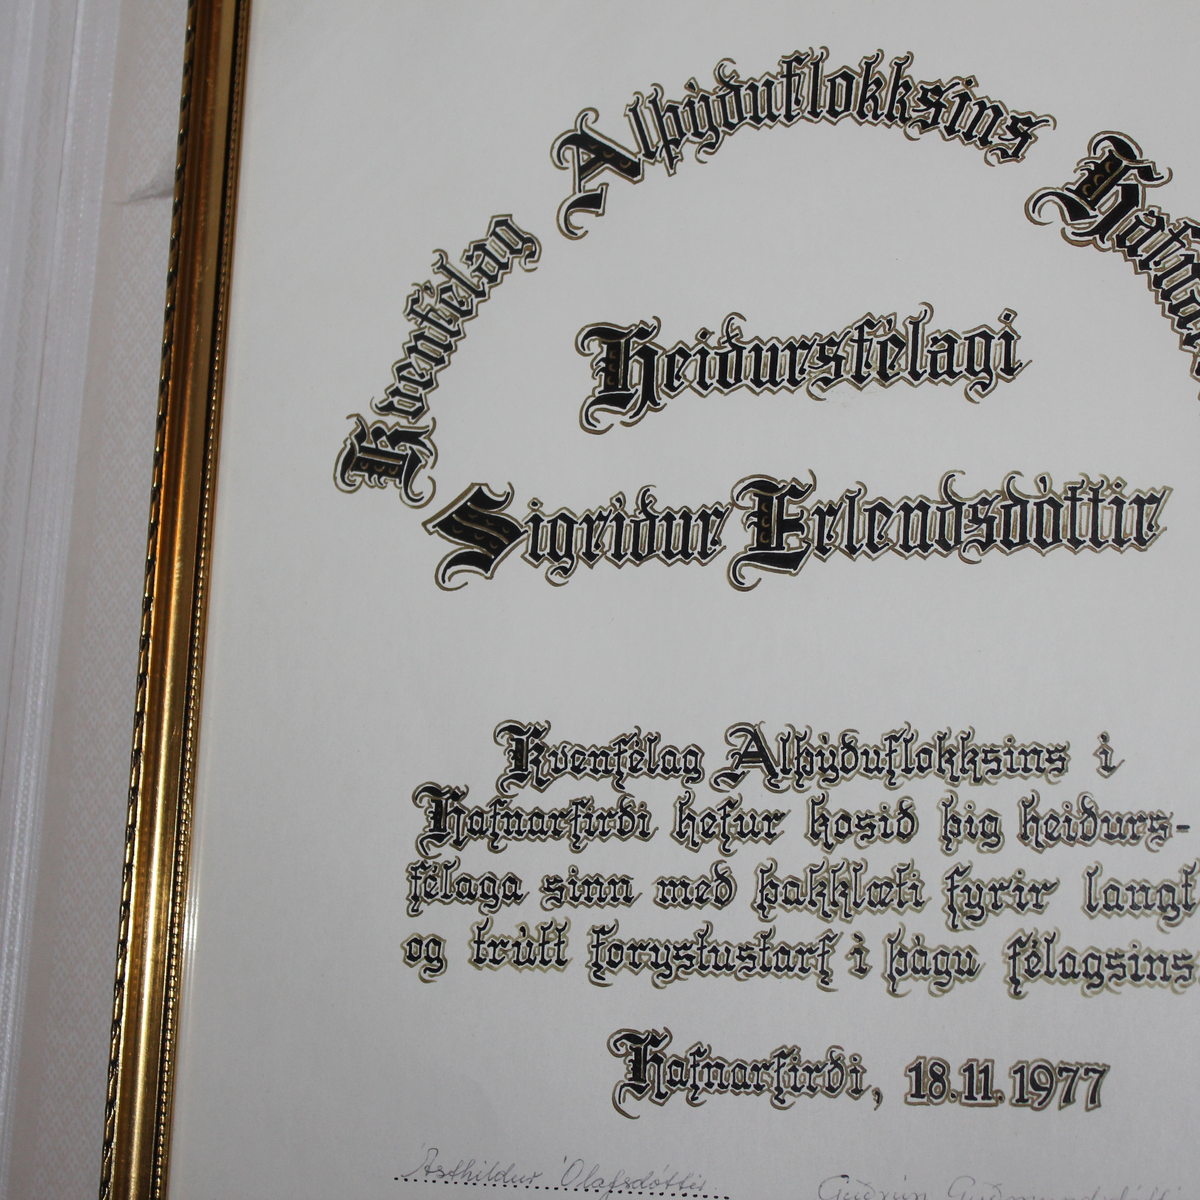 Kvenfélag Alþýðuflokksins
Heiðursfélagi
Sigríður Erlendsdóttir
Kvenfélag Alþýðuflokksins í
Hafnarfirði hefur kosið þig heiðurs-
félaga sinn með þakklæti fyrir langt
og trútt forystustarf í þágu félagsins.
Hafnarfirði, 18.11.1977
Ásthildur Ólafsdóttir
Guðrún